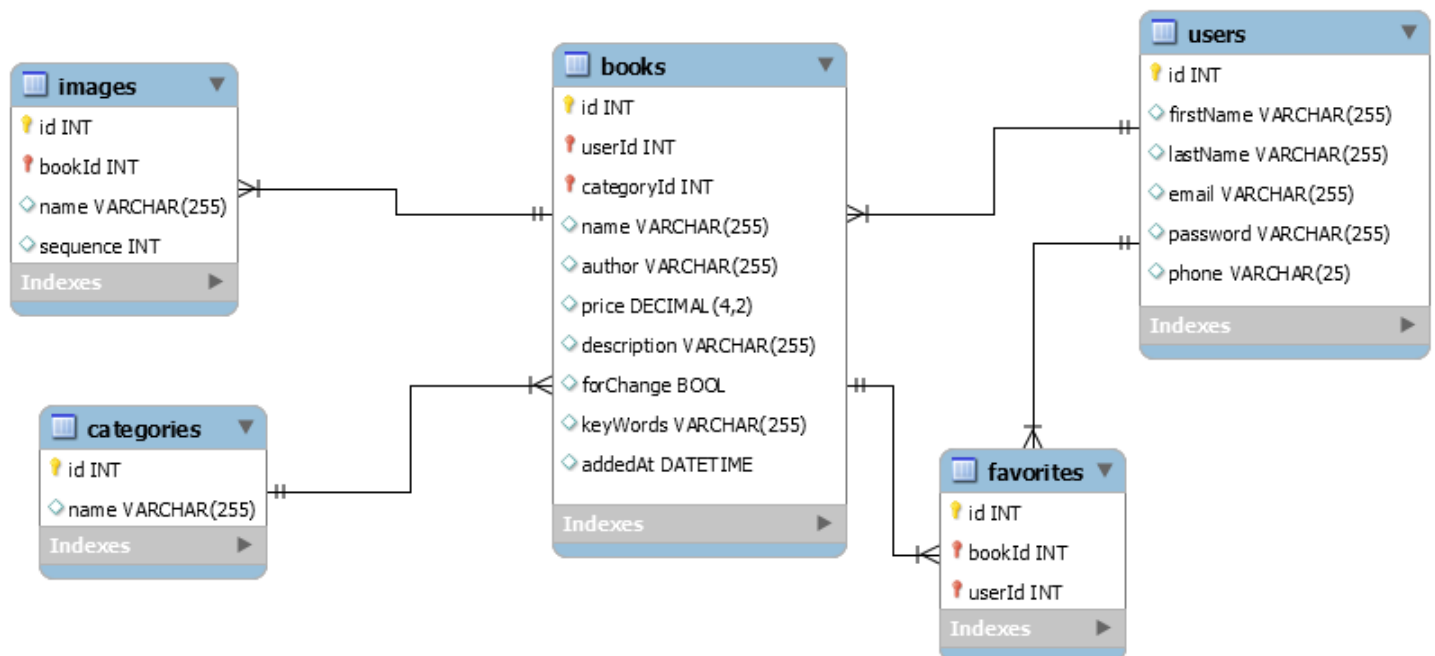 images
id INT
bookId INT
name VARCHAR(255)
sequence INT
Indexes
categories
id INT
name VARCHAR(255)
Indexes
books
id INT
userId INT
categoryId INT
name VARCHAR(255)
author VARCHAR(255)
price DECIMAL(4,2)
description VARCHAR(255)
forChange BOOL
keyWords VARCHAR(255)
addedAt DATETIME
Indexes
users
id INT
firstName VARCHAR(255)
lastName VARCHAR(255)
email VARCHAR(255)
password VARCHAR(255)
phone VARCHAR(25)
Indexes
favorites
id INT
bookId INT
userId INT
Indexes